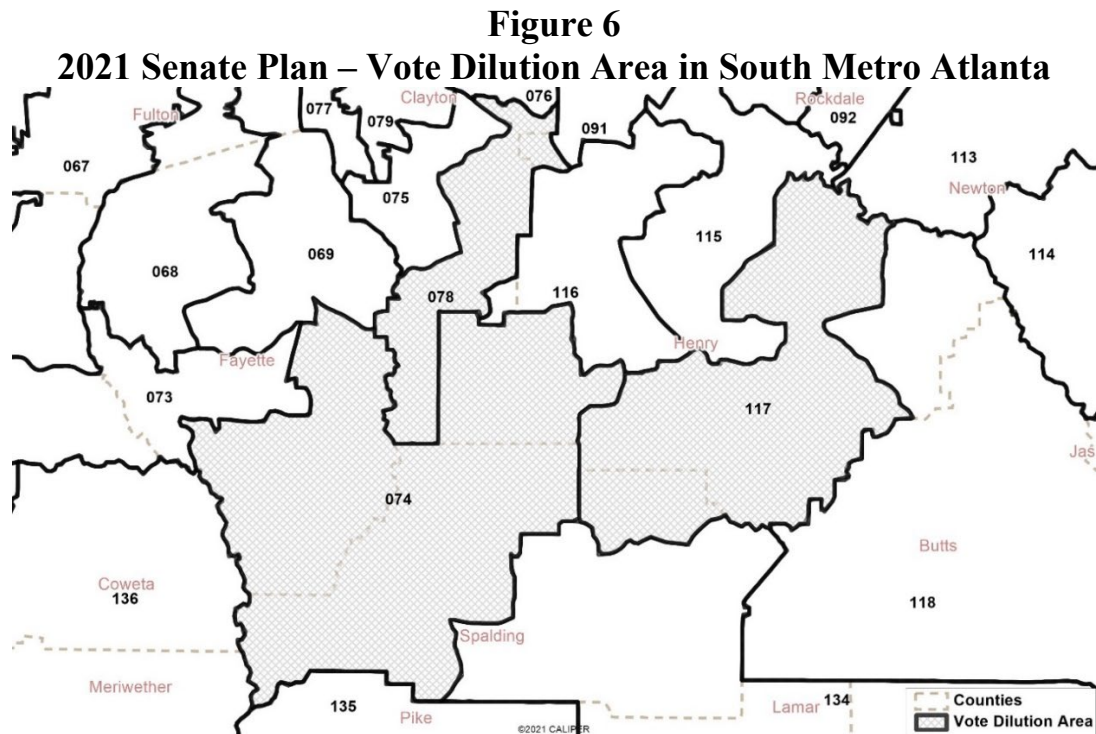 Figure 6
2021 Senate Plan – Vote Dilution Area in South Metro Atlanta
076
Clayton
Rockdale
077
Fulton
079
092
091
067
113
Newton
075
115
114
069
068
078
116
Henry
Fayette
073
117
074
Butts
Jas
Coweta
136
118
Spalding
Meriwether
134
Counties
135
Lamar
Pike
Vote Dilution Area
©2021 CALIPER